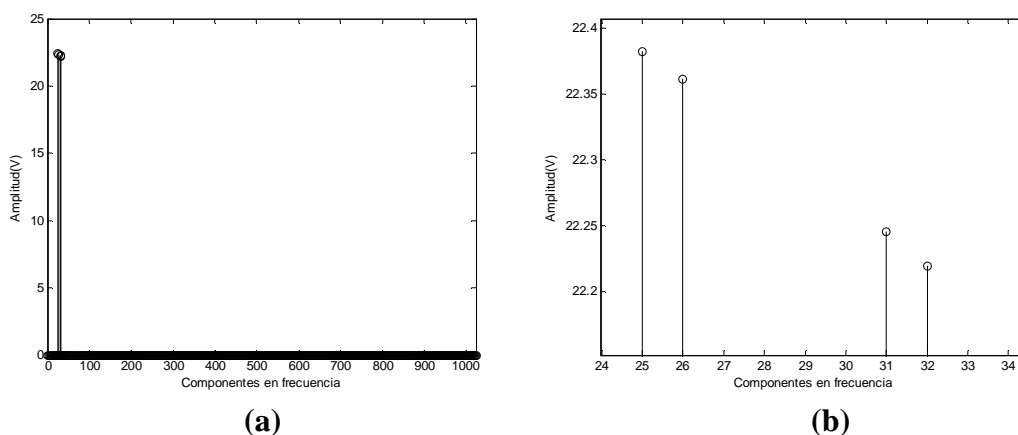 25
20
15
10
5
0
Amplitud(V)
0 100 200 300 400 500 600 700 800 900 1000
Componentes en frecuencia
(a)
22.4
22.35
22.3
22.25
22.2
Amplitud(V)
24 25 26 27 28 29 30 31 32 33 34
Componentes en frecuencia
(b)